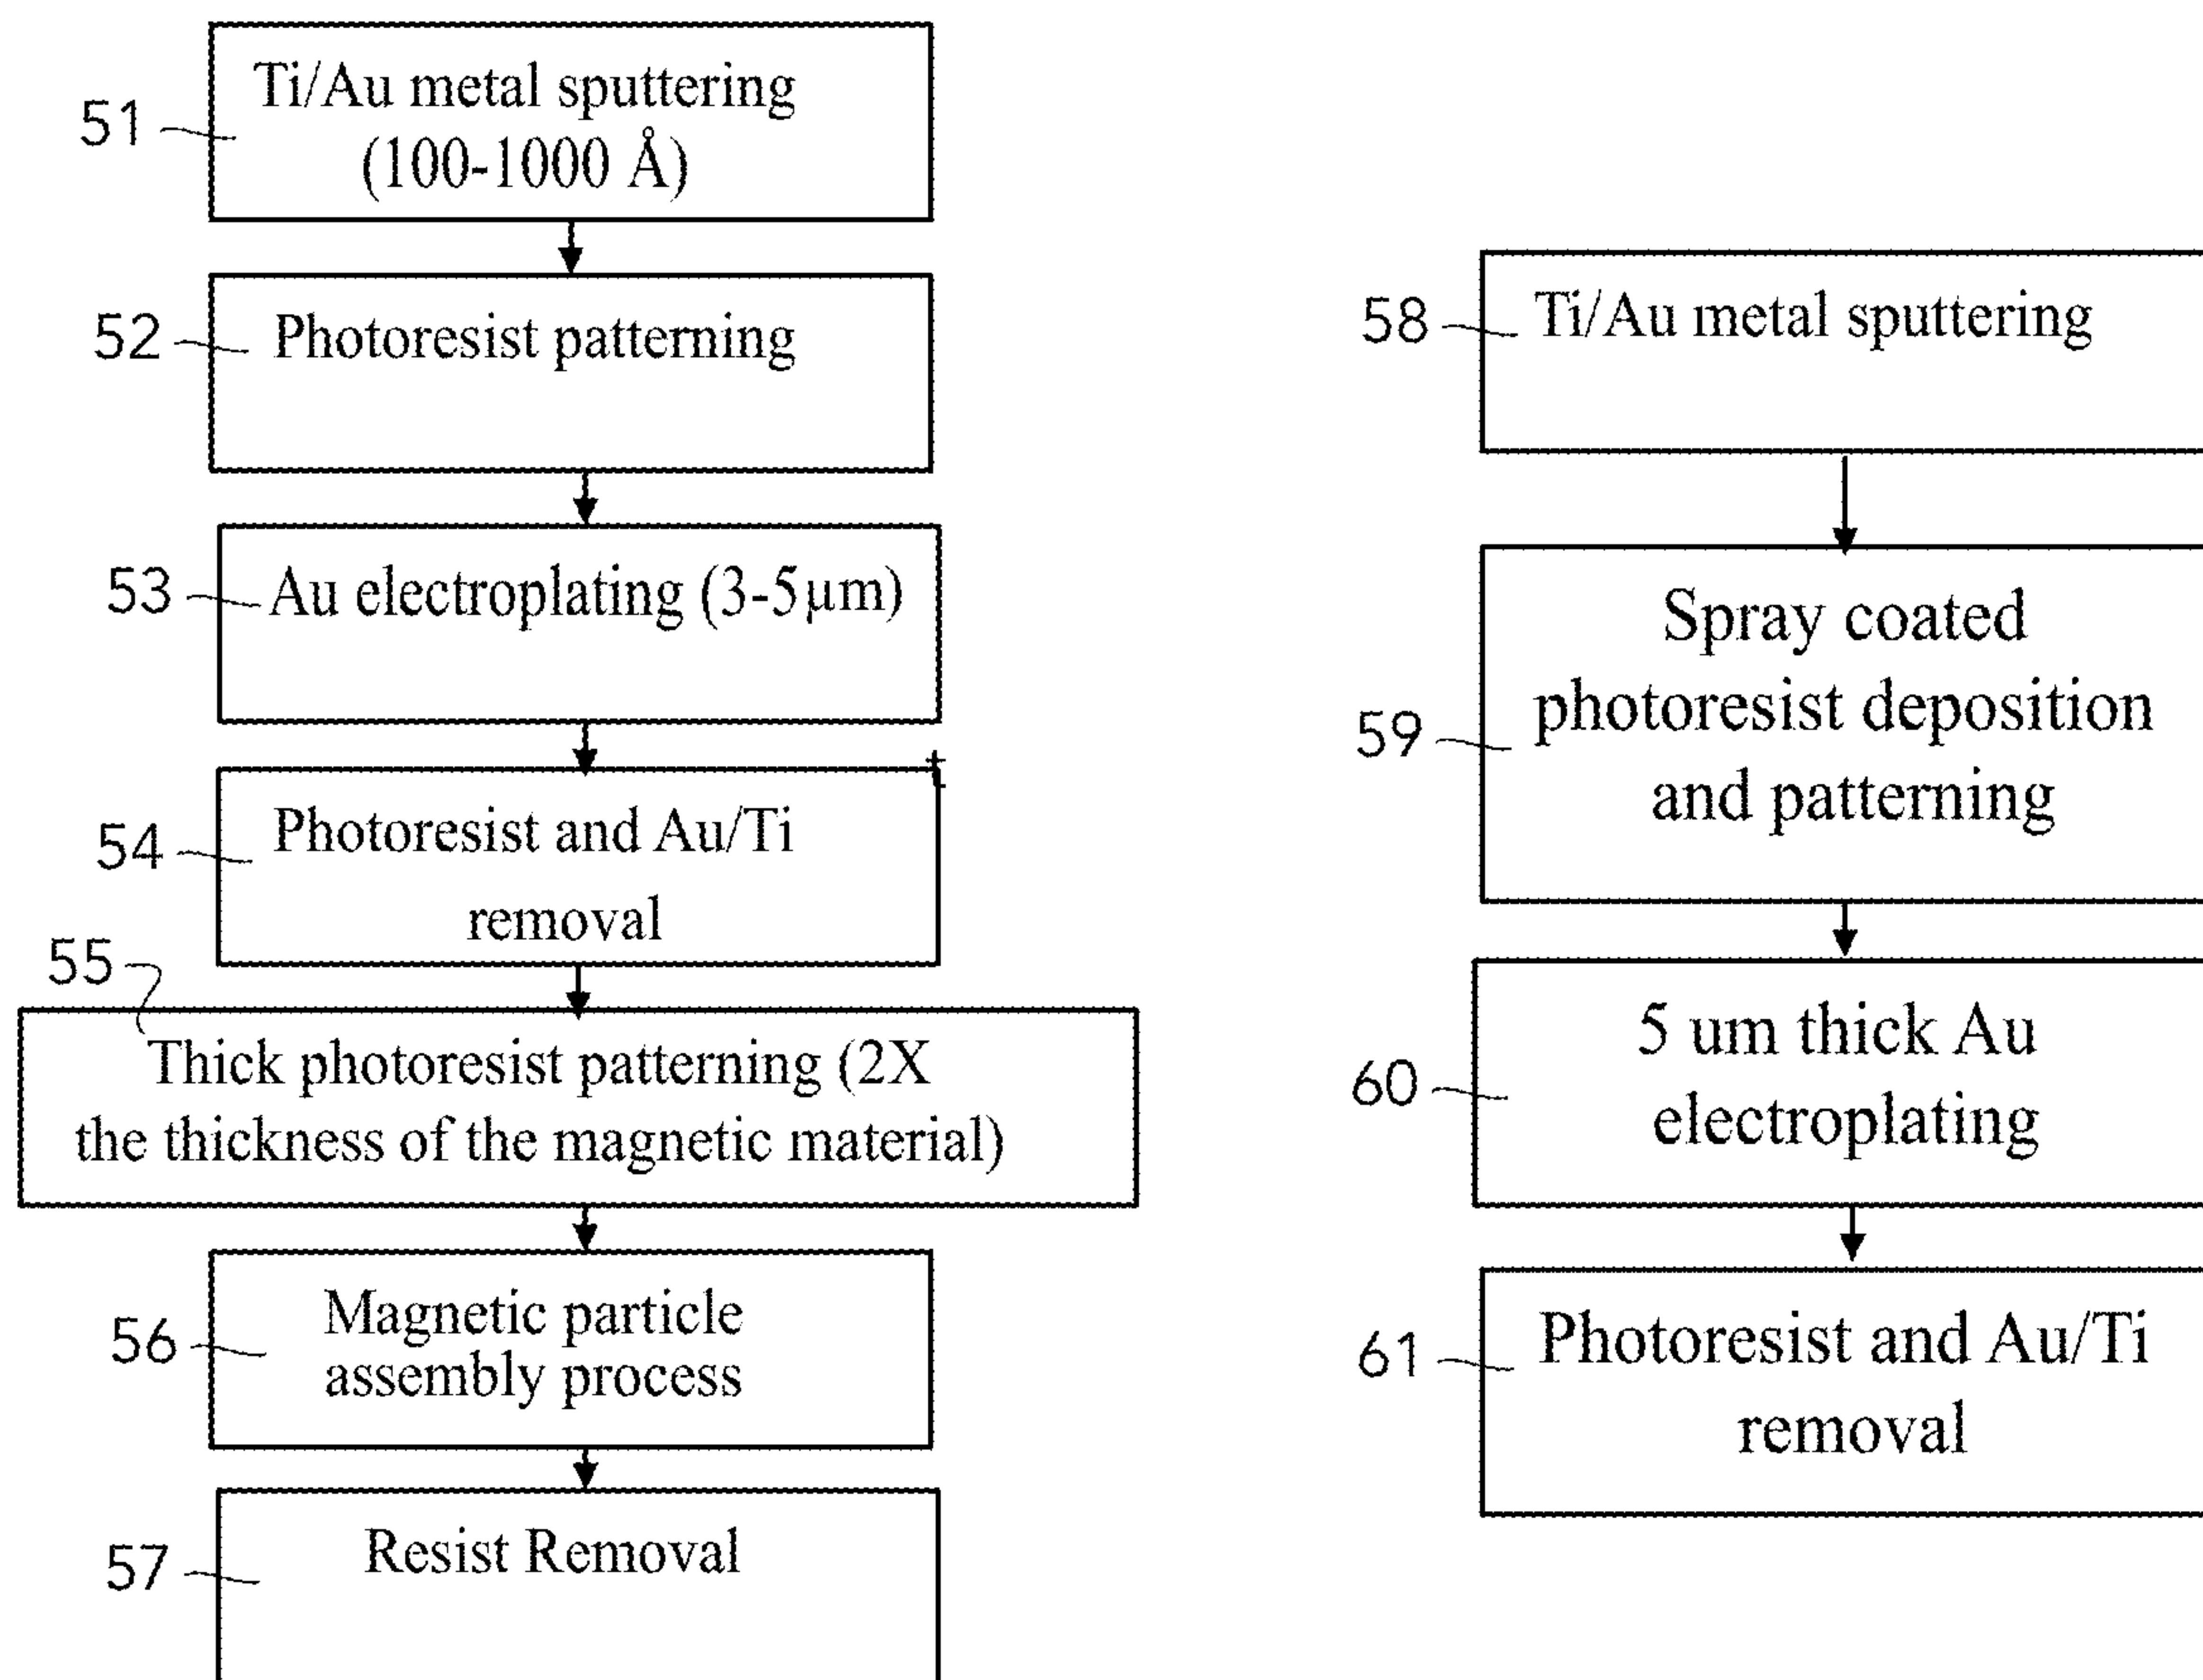 51
Ti/Au metal sputtering
(100-1000 Å)
52
Photoresist patterning
53
Au electroplating (3-5µm)
54
Photoresist and Au/Ti
removal
55
Thick photoresist patterning (2X
the thickness of the magnetic material)
56
Magnetic particle
assembly process
57
Resist Removal
58
Ti/Au metal sputtering
59
Spray coated
photoresist deposition
and patterning
60
5 um thick Au
electroplating
61
Photoresist and Au/Ti
removal